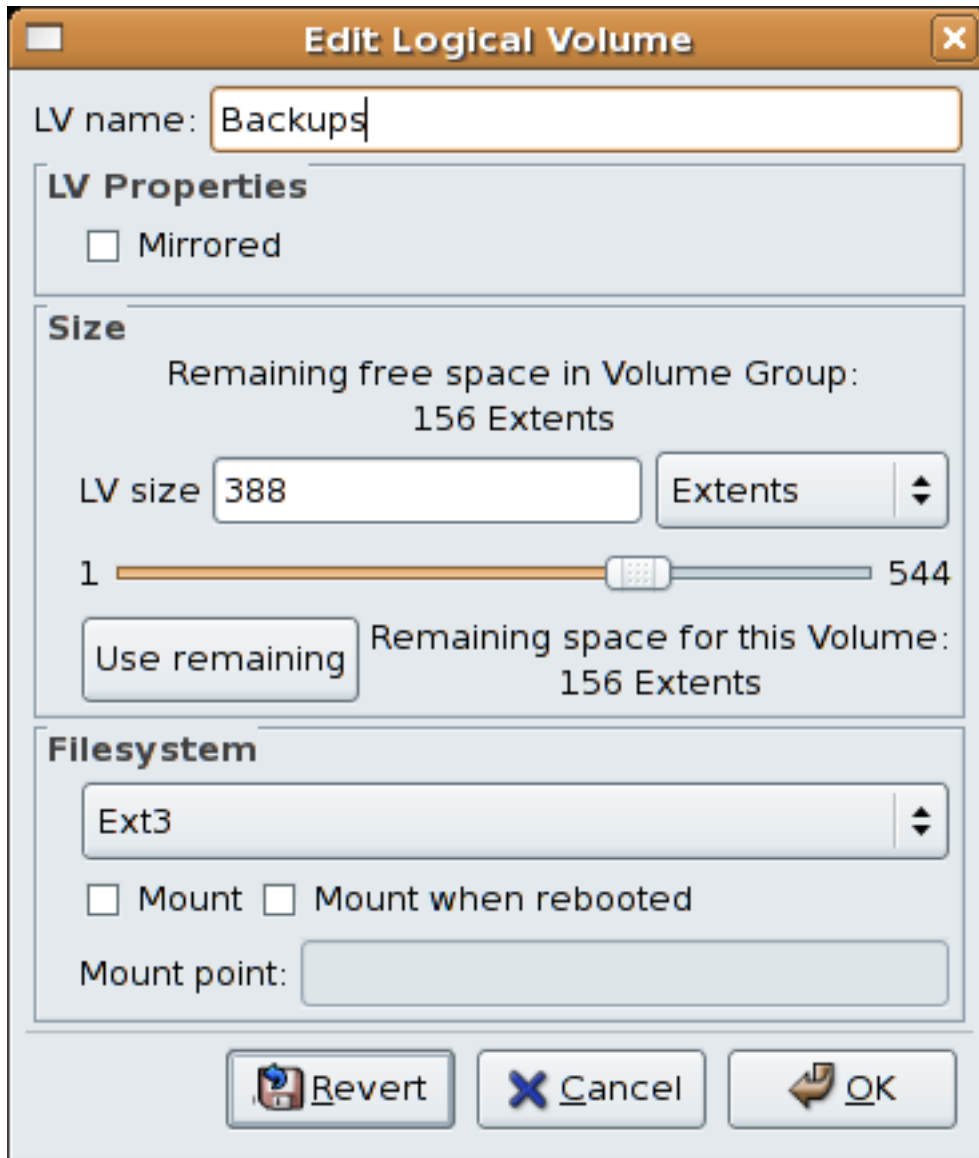 Edit Logical Volume
LV name: Backups
LV Properties
Mirrored
Size
Remaining free space in Volume Group:
156 Extents
LV size 388 Extents
1 544
Use remaining
Remaining space for this Volume:
156 Extents
Filesystem
Ext3
Mount Mount when rebooted
Mount point:
Revert Cancel OK